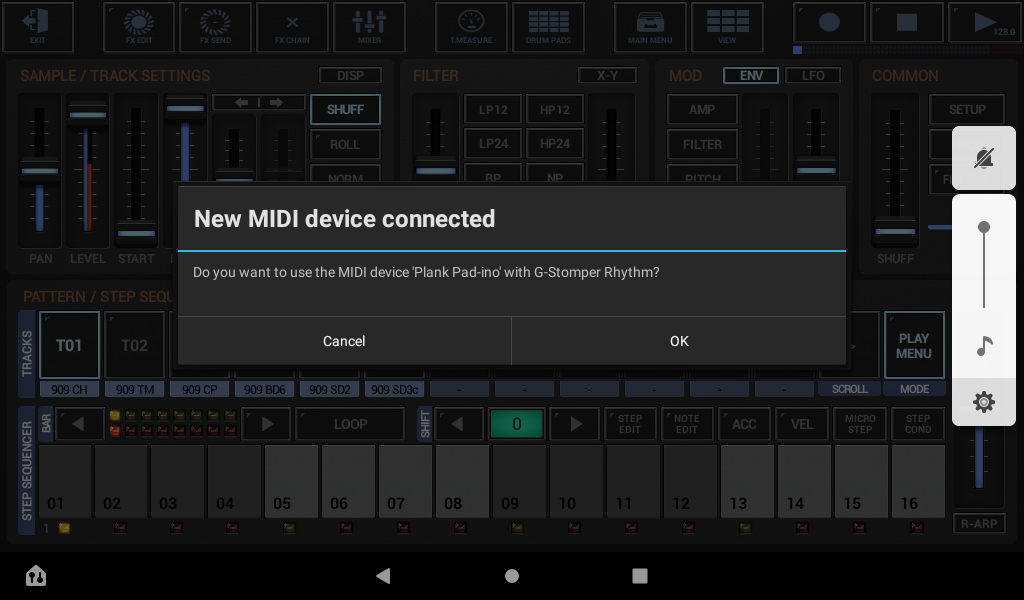 EXIT
FX EDIT
FX SEND
FX CHAIN
MIXER
T.MEASURE
DRUM PADS
MAIN MENU
VIEW
128.0
SAMPLE / TRACK SETTINGS
DISP
FILTER
X-Y
MOD
ENV
LFO
COMMON
SHUFF
LP12
HP12
AMP
SETUP
ROLL
LP24
HP24
FILTER
NORM
BP
NP
PITCH
New MIDI device connected
PAN
LEVEL
START
SHUFF
Do you want to use the MIDI device 'Plank Pad-ino' with G-Stomper Rhythm?
PATTERN / STEP SEQU
Cancel
OK
TRACKS
T01
T02
PLAY
MENU
909 CH
909 TM
909 CP
909 BD6
909 SD2
909 SD3c
-
-
-
-
-
-
SCROLL
MODE
BAR
LOOP
SHIFT
0
STEP
EDIT
NOTE
EDIT
ACC
VEL
MICRO
STEP
STEP
COND
STEP SEQUENCER
01
02
03
04
05
06
07
08
09
10
11
12
13
14
15
16
1
R-ARP